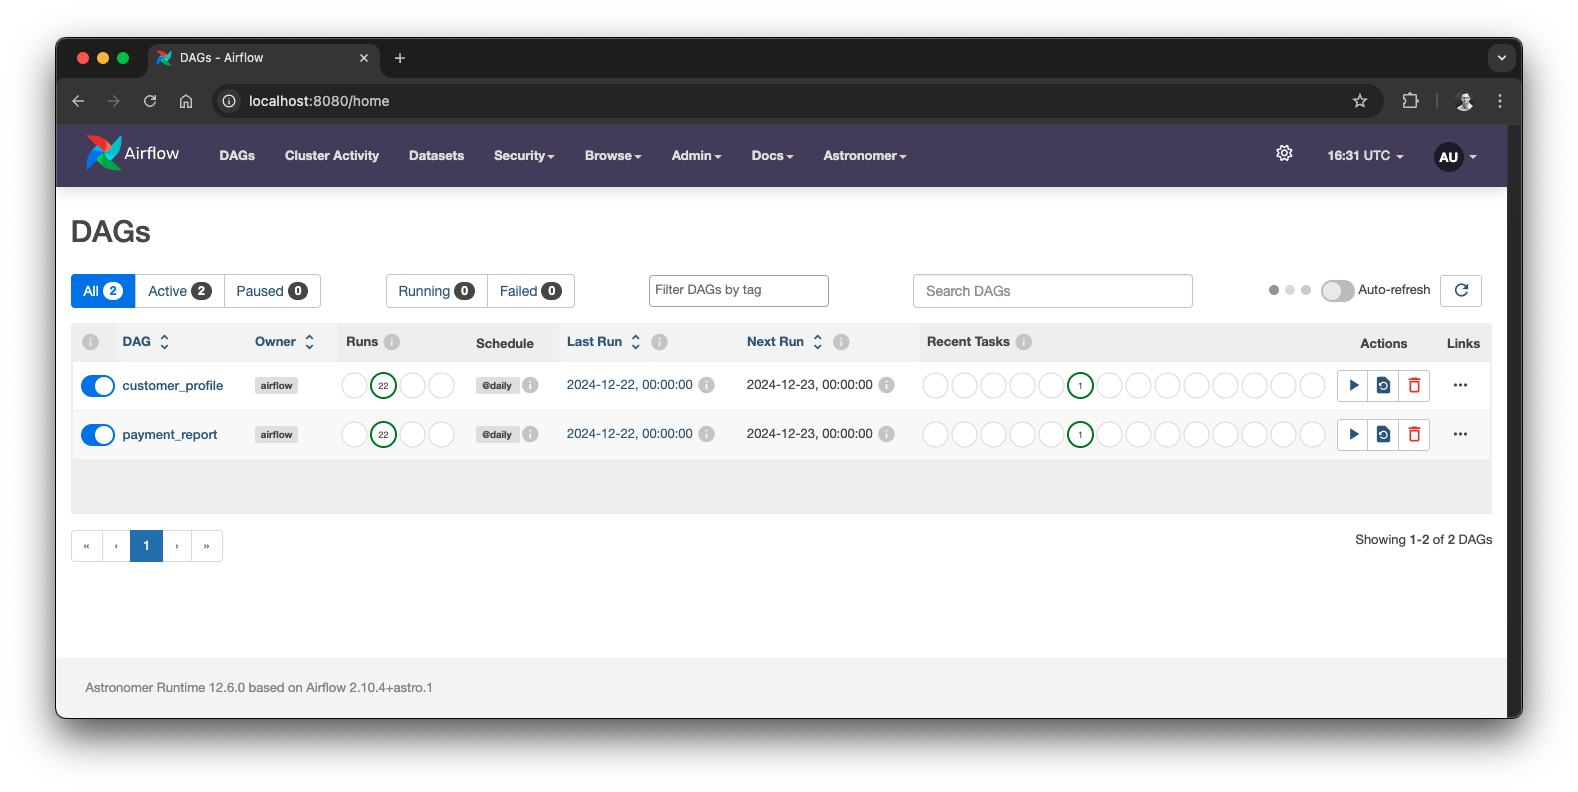 DAGs - Airflow
localhost:8080/home
Airflow DAGs Cluster Activity Datasets Security Browse Admin Docs Astronomer 16:31 UTC AU
DAGs
All 2 Active 2 Paused 0 Running 0 Failed 0 Filter DAGs by tag Search DAGs Auto-refresh
i DAG Owner Runs i Schedule Last Run i Next Run i Recent Tasks i Actions Links
customer_profile airflow 22 @daily i 2024-12-22, 00:00:00 i 2024-12-23, 00:00:00 i 1 ...
payment_report airflow 22 @daily i 2024-12-22, 00:00:00 i 2024-12-23, 00:00:00 i 1 ...
« ‹ 1 › »
Showing 1-2 of 2 DAGs
Astronomer Runtime 12.6.0 based on Airflow 2.10.4+astro.1